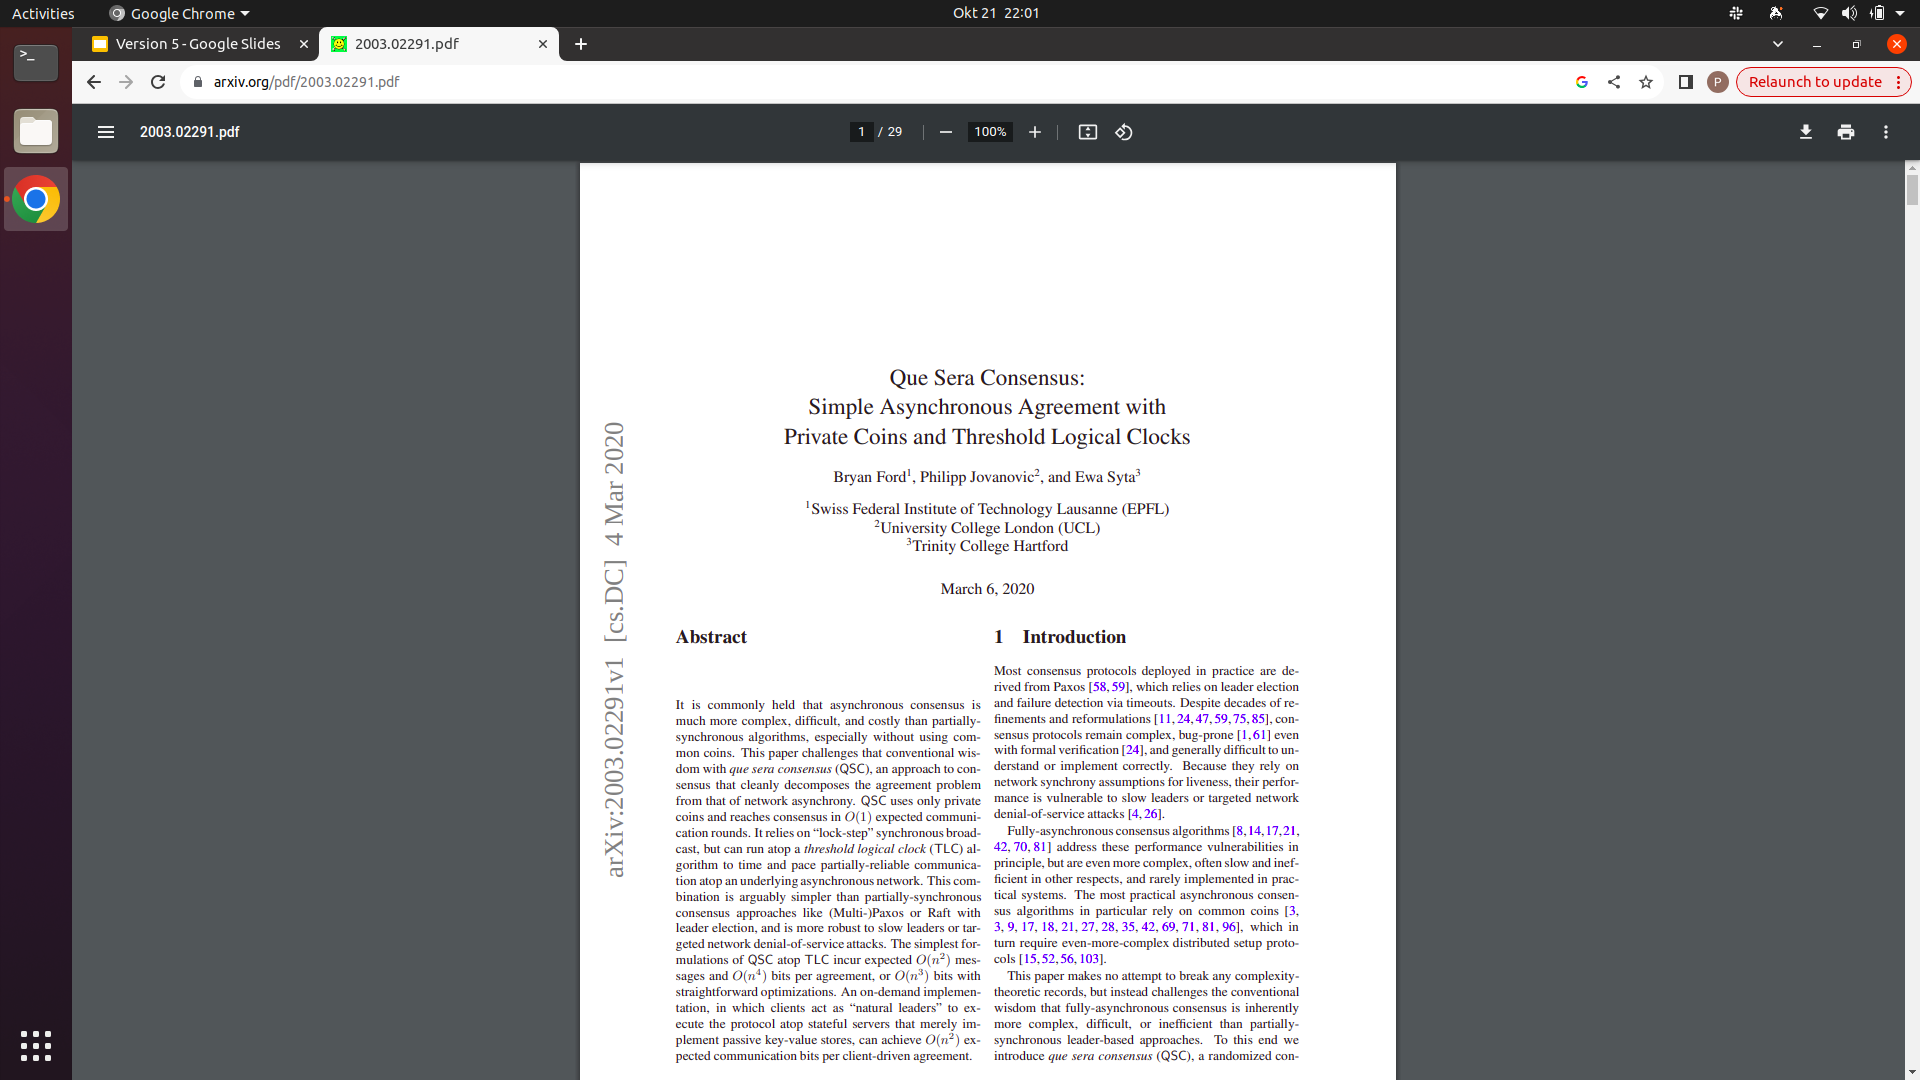 Activities
Google Chrome
Okt 21 22:01
Version 5 - Google Slides
2003.02291.pdf
arxiv.org/pdf/2003.02291.pdf
P
Relaunch to update
2003.02291.pdf
1 / 29
100%
Que Sera Consensus:
Simple Asynchronous Agreement with
Private Coins and Threshold Logical Clocks
Bryan Ford1, Philipp Jovanovic2, and Ewa Syta3
1Swiss Federal Institute of Technology Lausanne (EPFL)
2University College London (UCL)
3Trinity College Hartford
March 6, 2020
arXiv:2003.02291v1 [cs.DC] 4 Mar 2020
Abstract
It is commonly held that asynchronous consensus is
much more complex, difficult, and costly than partially-
synchronous algorithms, especially without using com-
mon coins. This paper challenges that conventional wis-
dom with que sera consensus (QSC), an approach to con-
sensus that cleanly decomposes the agreement problem
from that of network asynchrony. QSC uses only private
coins and reaches consensus in O(1) expected communi-
cation rounds. It relies on “lock-step” synchronous broad-
cast, but can run atop a threshold logical clock (TLC) al-
gorithm to time and pace partially-reliable communica-
tion atop an underlying asynchronous network. This com-
bination is arguably simpler than partially-synchronous
consensus approaches like (Multi-)Paxos or Raft with
leader election, and is more robust to slow leaders or tar-
geted network denial-of-service attacks. The simplest for-
mulations of QSC atop TLC incur expected O(n²) mes-
sages and O(n⁴) bits per agreement, or O(n³) bits with
straightforward optimizations. An on-demand implemen-
tation, in which clients act as “natural leaders” to ex-
ecute the protocol atop stateful servers that merely im-
plement passive key-value stores, can achieve O(n²) ex-
pected communication bits per client-driven agreement.
1 Introduction
Most consensus protocols deployed in practice are de-
rived from Paxos [58,59], which relies on leader election
and failure detection via timeouts. Despite decades of re-
finements and reformulations [11,24,47,59,75,85], con-
sensus protocols remain complex, bug-prone [1,61] even
with formal verification [24], and generally difficult to un-
derstand or implement correctly. Because they rely on
network synchrony assumptions for liveness, their perfor-
mance is vulnerable to slow leaders or targeted network
denial-of-service attacks [4,26].
Fully-asynchronous consensus algorithms [8,14,17,21,
42, 70, 81] address these performance vulnerabilities in
principle, but are even more complex, often slow and inef-
ficient in other respects, and rarely implemented in prac-
tical systems. The most practical asynchronous consen-
sus algorithms in particular rely on common coins [3,
3, 9, 17, 18, 21, 27, 28, 35, 42, 69, 71, 81, 96], which in
turn require even-more-complex distributed setup proto-
cols [15,52,56,103].
This paper makes no attempt to break any complexity-
theoretic records, but instead challenges the conventional
wisdom that fully-asynchronous consensus is inherently
more complex, difficult, or inefficient than partially-
synchronous leader-based approaches. To this end we
introduce que sera consensus (QSC), a randomized con-